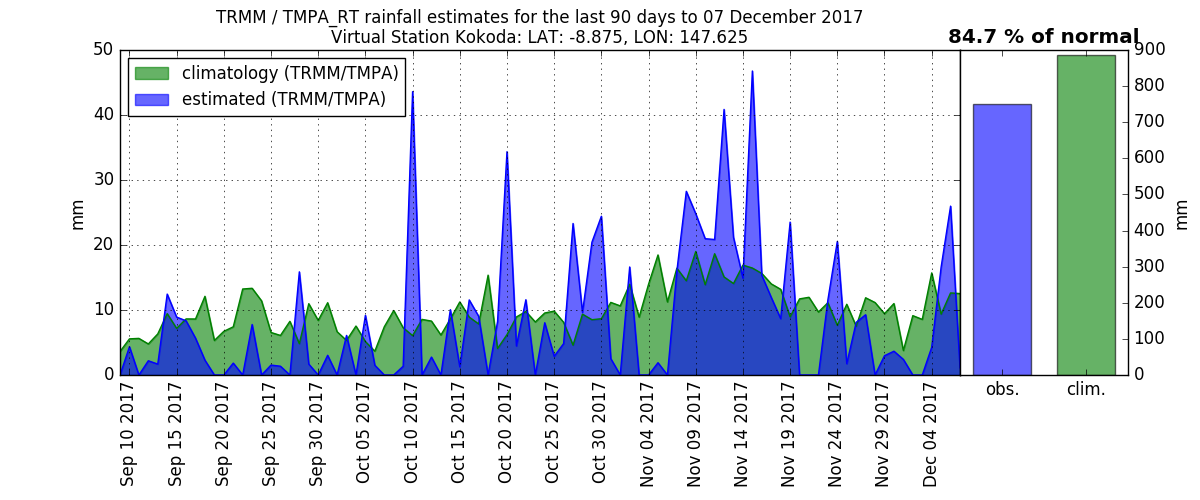 TRMM / TMPA_RT rainfall estimates for the last 90 days to 07 December 2017
Virtual Station Kokoda: LAT: -8.875, LON: 147.625
84.7 % of normal
climatology (TRMM/TMPA)
estimated (TRMM/TMPA)
50
40
30
20
10
0
mm
Sep 10 2017
Sep 15 2017
Sep 20 2017
Sep 25 2017
Sep 30 2017
Oct 05 2017
Oct 10 2017
Oct 15 2017
Oct 20 2017
Oct 25 2017
Oct 30 2017
Nov 04 2017
Nov 09 2017
Nov 14 2017
Nov 19 2017
Nov 24 2017
Nov 29 2017
Dec 04 2017
obs.
clim.
900
800
700
600
500
400
300
200
100
0
mm